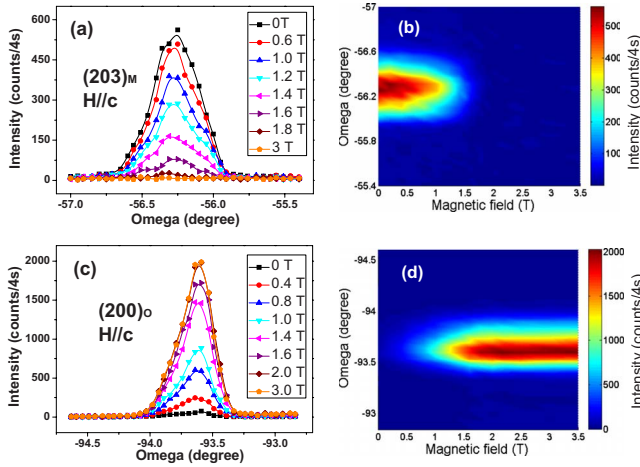 (a)
(203)M
H//c
0T
0.6 T
1.0 T
1.2 T
1.4 T
1.6 T
1.8 T
3 T
600
450
300
150
0
Intensity (counts/4s)
-57.0
-56.5
-56.0
-55.5
Omega (degree)
(b)
-57
-56.6
-56.2
-55.8
-55.4
Omega (degree)
0
0.5
1
1.5
2
2.5
3
3.5
Magnetic field (T)
500
400
300
200
100
0
Intensity (counts/4s)
(c)
(200)O
H//c
0 T
0.4 T
0.8 T
1.0 T
1.4 T
1.6 T
2.0 T
3.0 T
2000
1500
1000
500
0
Intensity (counts/4s)
-94.5
-94.0
-93.5
-93.0
Omega (degree)
(d)
-94.4
-94
-93.5
-93
Omega (degree)
0
0.5
1
1.5
2
2.5
3
3.5
Magnetic field (T)
2000
1500
1000
500
0
Intensity (counts/4s)